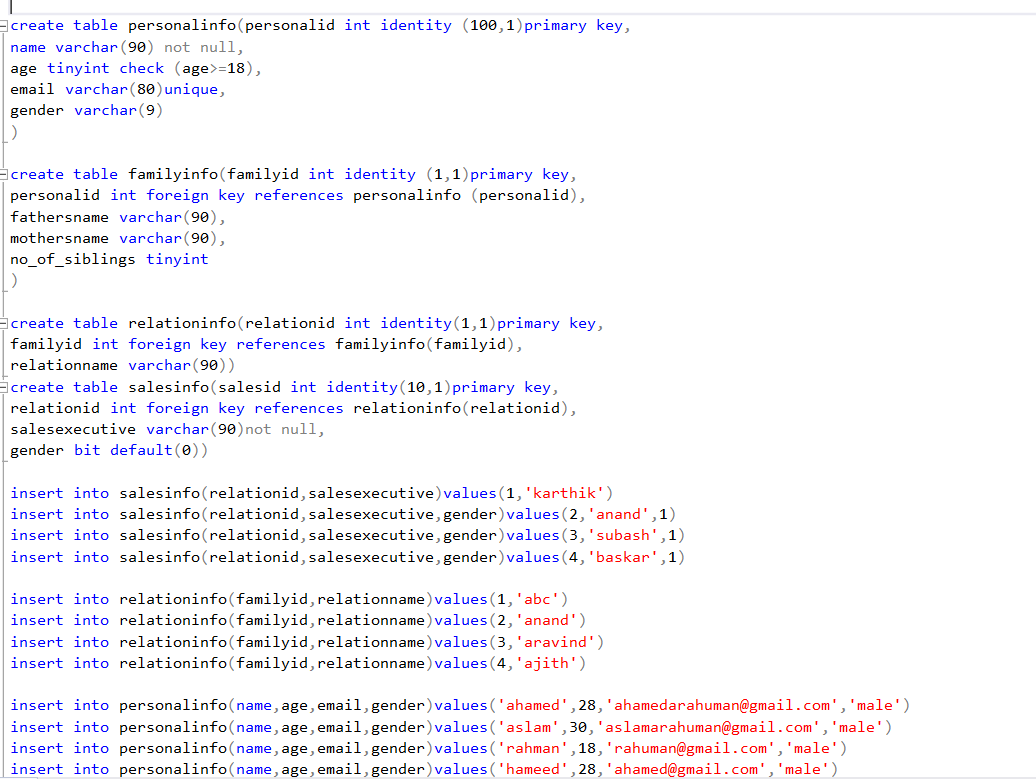 create table personalinfo(personalid int identity (100,1)primary key,
name varchar(90) not null,
age tinyint check (age>=18),
email varchar(80)unique,
gender varchar(9)
)
create table familyinfo(familyid int identity (1,1)primary key,
personalid int foreign key references personalinfo (personalid),
fathersname varchar(90),
mothersname varchar(90),
no_of_siblings tinyint
)
create table relationinfo(relationid int identity(1,1)primary key,
familyid int foreign key references familyinfo(familyid),
relationname varchar(90))
create table salesinfo(salesid int identity(10,1)primary key,
relationid int foreign key references relationinfo(relationid),
salesexecutive varchar(90)not null,
gender bit default(0))
insert into salesinfo(relationid,salesexecutive)values(1,'karthik')
insert into salesinfo(relationid,salesexecutive,gender)values(2,'anand',1)
insert into salesinfo(relationid,salesexecutive,gender)values(3,'subash',1)
insert into salesinfo(relationid,salesexecutive,gender)values(4,'baskar',1)
insert into relationinfo(familyid,relationname)values(1,'abc')
insert into relationinfo(familyid,relationname)values(2,'anand')
insert into relationinfo(familyid,relationname)values(3,'aravind')
insert into relationinfo(familyid,relationname)values(4,'ajith')
insert into personalinfo(name,age,email,gender)values('ahamed',28,'ahamedarahuman@gmail.com','male')
insert into personalinfo(name,age,email,gender)values('aslam',30,'aslamarahuman@gmail.com','male')
insert into personalinfo(name,age,email,gender)values('rahman',18,'rahuman@gmail.com','male')
insert into personalinfo(name,age,email,gender)values('hameed',28,'ahamed@gmail.com','male')